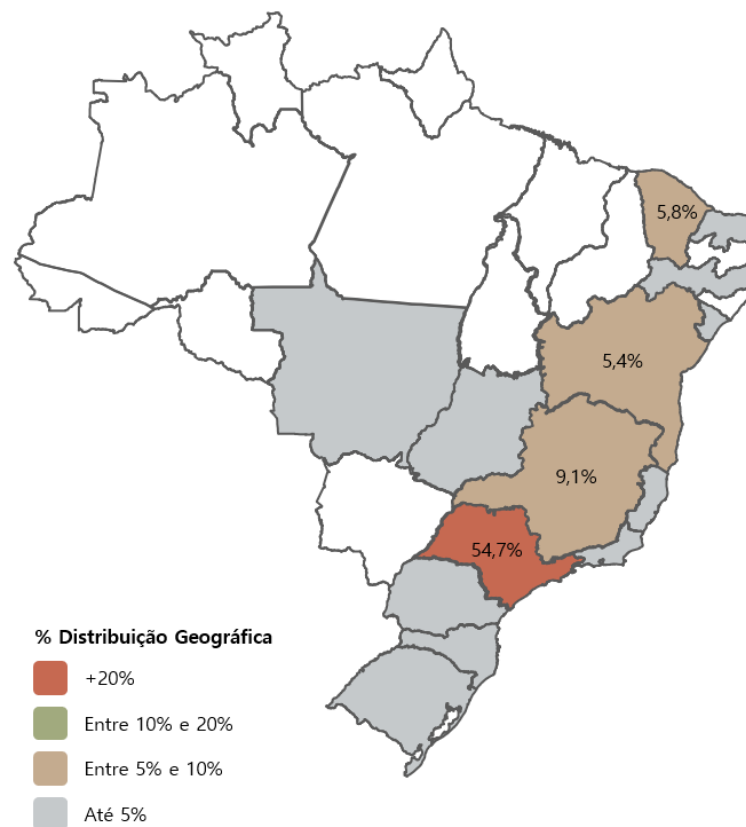 5,8%
5,4%
9,1%
54,7%
% Distribuição Geográfica
+20%
Entre 10% e 20%
Entre 5% e 10%
Até 5%